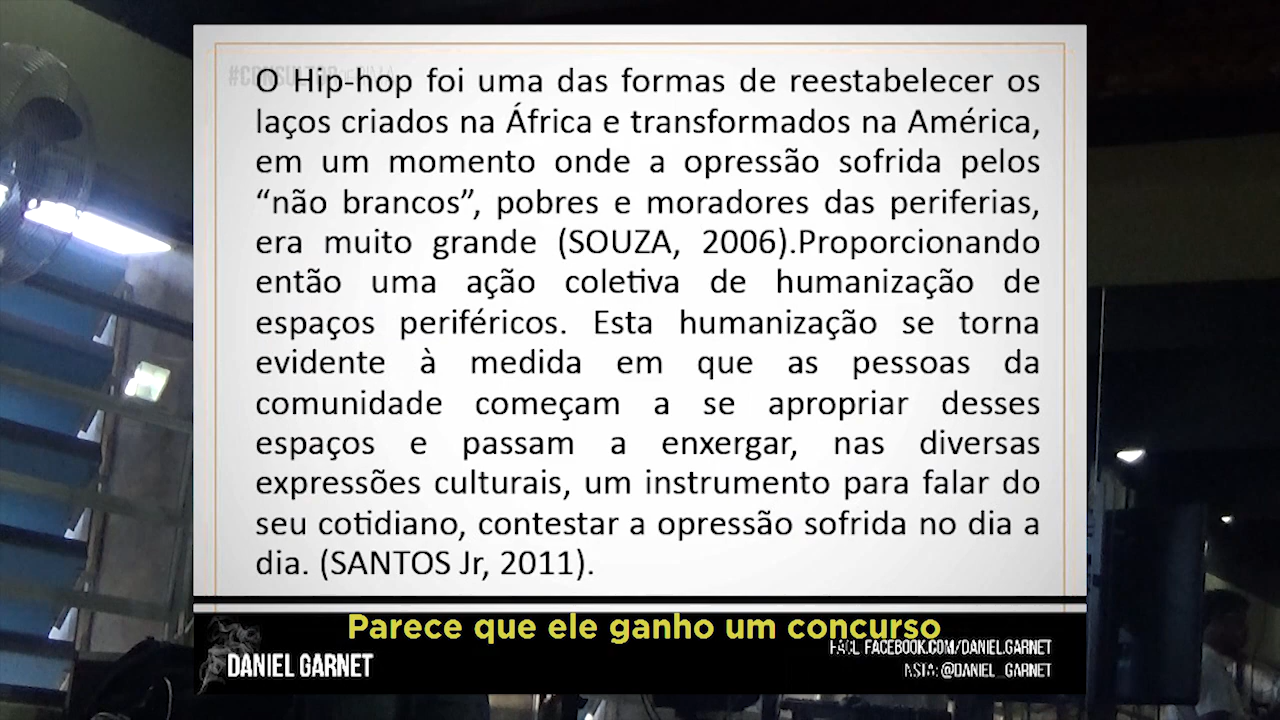 O Hip-hop foi uma das formas de reestabelecer os
laços criados na África e transformados na América,
em um momento onde a opressão sofrida pelos
“não brancos”, pobres e moradores das periferias,
era muito grande (SOUZA, 2006).Proporcionando
então uma ação coletiva de humanização de
espaços periféricos. Esta humanização se torna
evidente à medida em que as pessoas da
comunidade começam a se apropriar desses
espaços e passam a enxergar, nas diversas
expressões culturais, um instrumento para falar do
seu cotidiano, contestar a opressão sofrida no dia a
dia. (SANTOS Jr, 2011).
Parece que ele ganho um concurso
FACEBOOK.COM/DANIEL.GARNET
DANIEL GARNET
@DANIEL_GARNET